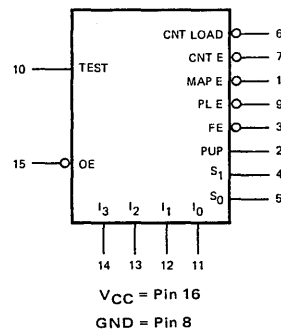 CNT LOAD 6
CNT E 7
10 TEST MAP E 1
PL E 9
FE 3
PUP 2
15 OE S1 4
S0 5
I3 I2 I1 I0
14 13 12 11
VCC = Pin 16
GND = Pin 8